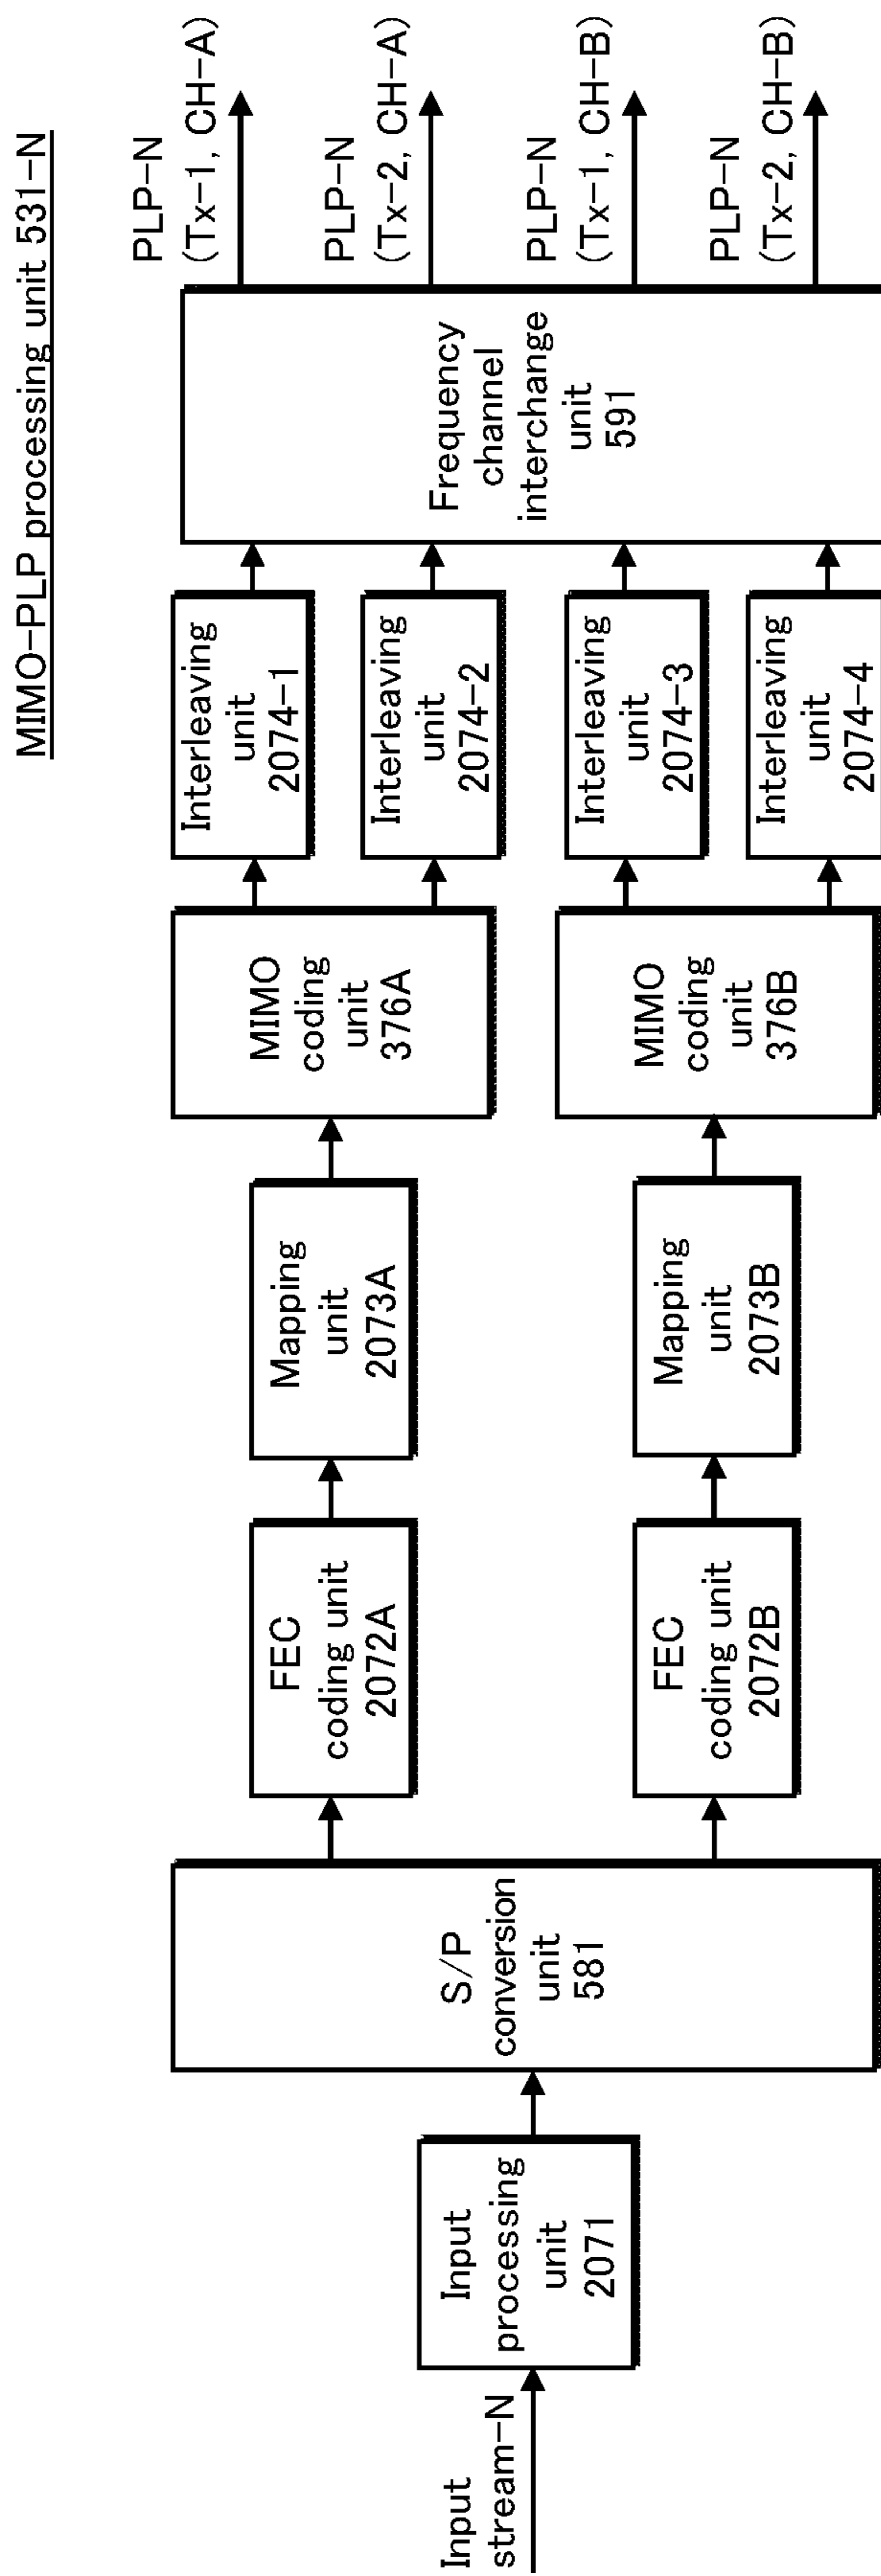 MIMO-PLP processing unit 531-N
Input
stream-N
Input
processing
unit
2071
S/P
conversion
unit
581
FEC
coding unit
2072A
FEC
coding unit
2072B
Mapping
unit
2073A
Mapping
unit
2073B
MIMO
coding
unit
376A
MIMO
coding
unit
376B
Interleaving
unit
2074-1
Interleaving
unit
2074-2
Interleaving
unit
2074-3
Interleaving
unit
2074-4
Frequency
channel
interchange
unit
591
PLP-N
(Tx-1, CH-A)
PLP-N
(Tx-2, CH-A)
PLP-N
(Tx-1, CH-B)
PLP-N
(Tx-2, CH-B)